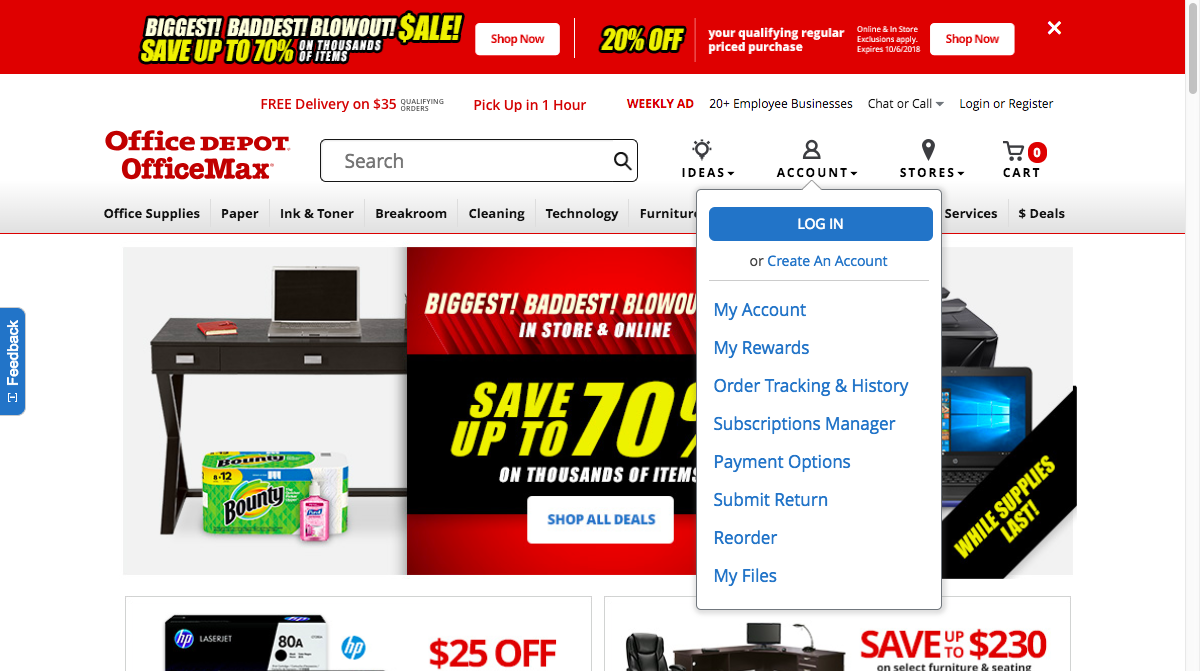 BIGGEST! BADDEST! BLOWOUT! $ALE!
SAVE UP TO 70% ON THOUSANDS OF ITEMS
Shop Now
20% OFF
your qualifying regular
priced purchase
Online & In Store
Exclusions apply.
Expires 10/6/2018
Shop Now
FREE Delivery on $35 QUALIFYING ORDERS
Pick Up in 1 Hour
WEEKLY AD
20+ Employee Businesses
Chat or Call
Login or Register
Office DEPOT
OfficeMax
Search
IDEAS
ACCOUNT
STORES
0
CART
Office Supplies
Paper
Ink & Toner
Breakroom
Cleaning
Technology
Furniture
Services
$ Deals
LOG IN
or Create An Account
My Account
My Rewards
Order Tracking & History
Subscriptions Manager
Payment Options
Submit Return
Reorder
My Files
Feedback
BIGGEST! BADDEST! BLOWOU
IN STORE & ONLINE
SAVE
UP TO 70%
ON THOUSANDS OF ITEMS
SHOP ALL DEALS
Bounty
8=12
Bounty
WHILE SUPPLIES
LAST!
hp LASERJET
80A
hp
$25 OFF
SAVE UP TO $230
on select furniture & seating